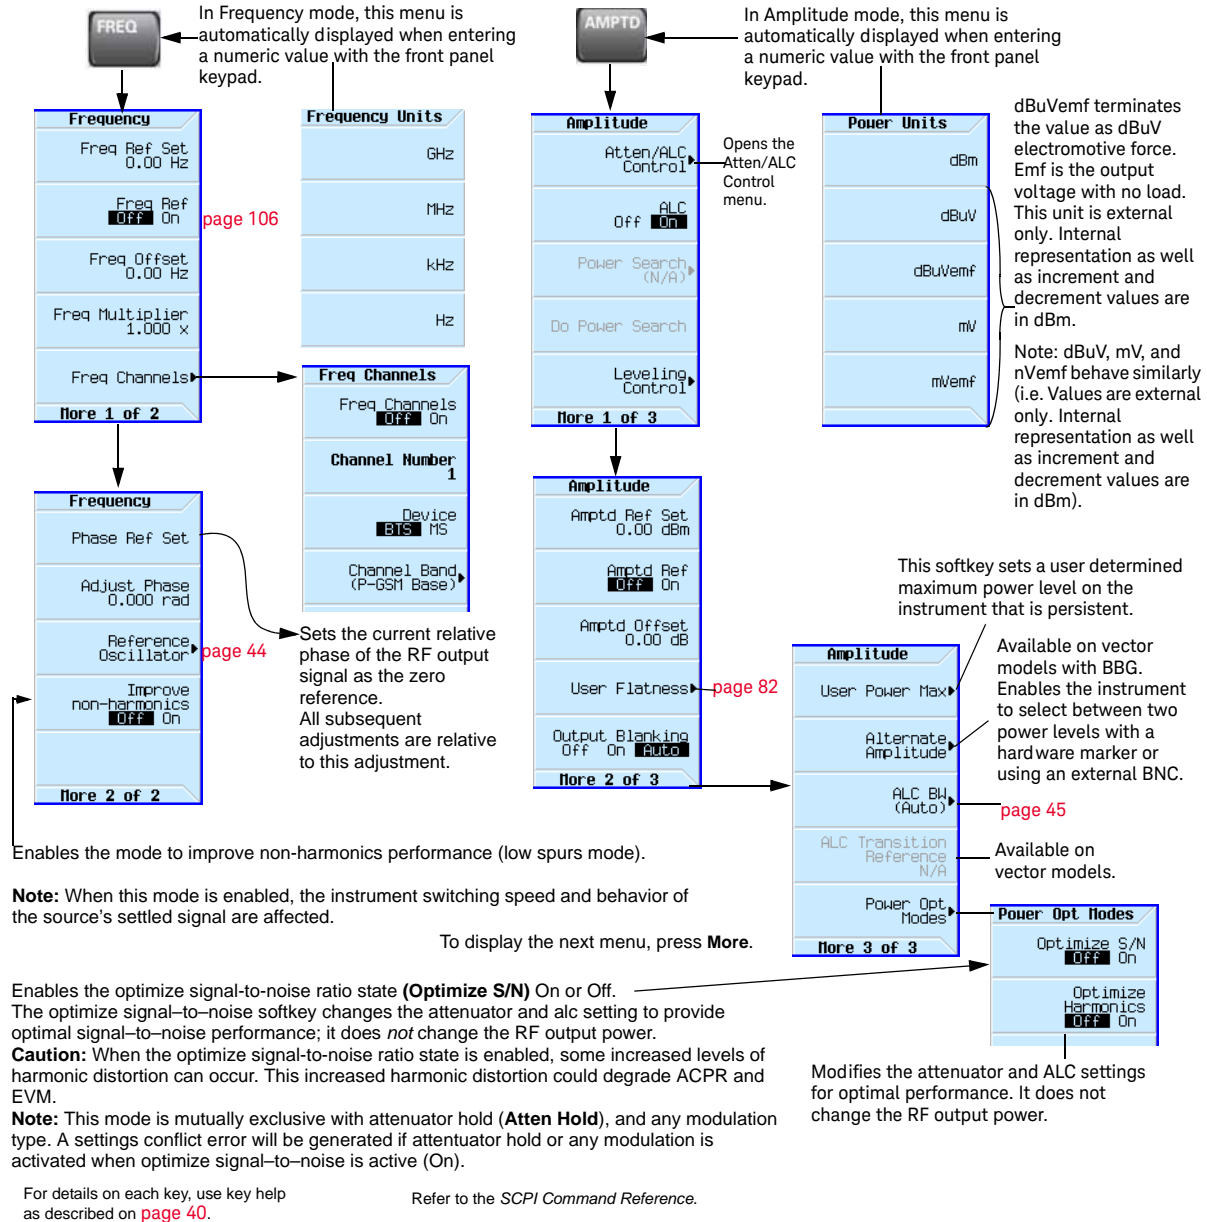 FREQ
In Frequency mode, this menu is
automatically displayed when entering
a numeric value with the front panel
keypad.
AMPTD
In Amplitude mode, this menu is
automatically displayed when entering
a numeric value with the front panel
keypad.
Frequency
Freq Ref Set
0.00 Hz
Freq Ref
Off On
page 106
Freq Offset
0.00 Hz
Freq Multiplier
1.000 x
Freq Channels
More 1 of 2
Frequency Units
GHz
MHz
kHz
Hz
Amplitude
Atten/ALC
Control
ALC
Off On
Power Search
(N/A)
Do Power Search
Leveling
Control
More 1 of 3
Opens the
Atten/ALC
Control
menu.
Power Units
dBm
dBuV
dBuVemf
mV
mVemf
dBuVemf terminates
the value as dBuV
electromotive force.
Emf is the output
voltage with no load.
This unit is external
only. Internal
representation as well
as increment and
decrement values are
in dBm.
Note: dBuV, mV, and
nVemf behave similarly
(i.e. Values are external
only. Internal
representation as well
as increment and
decrement values are
in dBm).
Freq Channels
Freq Channels
Off On
Channel Number
1
Device
BTS MS
Channel Band
(P-GSM Base)
Frequency
Phase Ref Set
Adjust Phase
0.000 rad
Reference
Oscillator
page 44
Improve
non-harmonics
Off On
More 2 of 2
Sets the current relative
phase of the RF output
signal as the zero
reference.
All subsequent
adjustments are relative
to this adjustment.
Amplitude
Amptd Ref Set
0.00 dBm
Amptd Ref
Off On
Amptd Offset
0.00 dB
User Flatness
page 82
Output Blanking
Off On Auto
More 2 of 3
This softkey sets a user determined
maximum power level on the
instrument that is persistent.
Amplitude
User Power Max
Alternate
Amplitude
ALC BW
(Auto)
page 45
ALC Transition
Reference
N/A
Power Opt
Modes
More 3 of 3
Available on vector
models with BBG.
Enables the instrument
to select between two
power levels with a
hardware marker or
using an external BNC.
Available on
vector models.
Enables the mode to improve non-harmonics performance (low spurs mode).
Note: When this mode is enabled, the instrument switching speed and behavior of
the source's settled signal are affected.
To display the next menu, press More.
Power Opt Modes
Optimize S/N
Off On
Optimize
Harmonics
Off On
Enables the optimize signal-to-noise ratio state (Optimize S/N) On or Off.
The optimize signal–to–noise softkey changes the attenuator and alc setting to provide
optimal signal–to–noise performance; it does not change the RF output power.
Caution: When the optimize signal-to-noise ratio state is enabled, some increased levels of
harmonic distortion can occur. This increased harmonic distortion could degrade ACPR and
EVM.
Note: This mode is mutually exclusive with attenuator hold (Atten Hold), and any modulation
type. A settings conflict error will be generated if attentuator hold or any modulation is
activated when optimize signal–to–noise is active (On).
Modifies the attenuator and ALC settings
for optimal performance. It does not
change the RF output power.
For details on each key, use key help
as described on page 40.
Refer to the SCPI Command Reference.